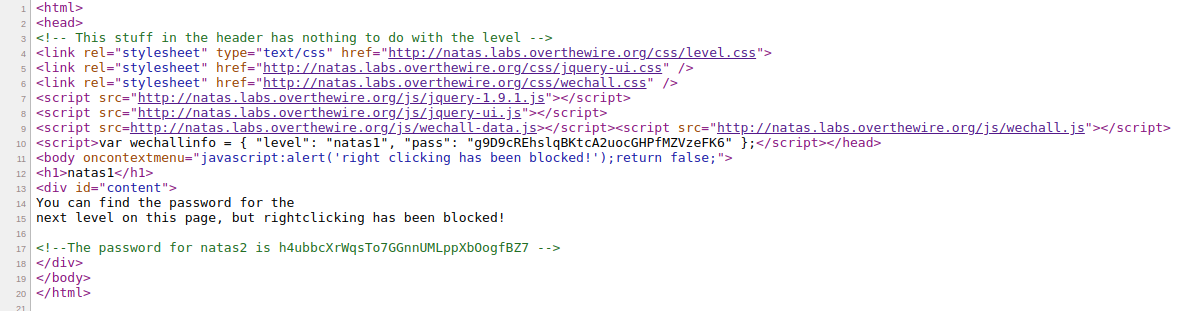 1 <html>
2 <head>
3 <!-- This stuff in the header has nothing to do with the level -->
4 <link rel="stylesheet" type="text/css" href="http://natas.labs.overthewire.org/css/level.css">
5 <link rel="stylesheet" href="http://natas.labs.overthewire.org/css/jquery-ui.css" />
6 <link rel="stylesheet" href="http://natas.labs.overthewire.org/css/wechall.css" />
7 <script src="http://natas.labs.overthewire.org/js/jquery-1.9.1.js"></script>
8 <script src="http://natas.labs.overthewire.org/js/jquery-ui.js"></script>
9 <script src=http://natas.labs.overthewire.org/js/wechall-data.js></script><script src="http://natas.labs.overthewire.org/js/wechall.js"></script>
10 <script>var wechallinfo = { "level": "natas1", "pass": "g9D9cREhslqBKtcA2uocGHPfMZVzeFK6" };</script></head>
11 <body oncontextmenu="javascript:alert('right clicking has been blocked!');return false;">
12 <h1>natas1</h1>
13 <div id="content">
14 You can find the password for the
15 next level on this page, but rightclicking has been blocked!
16
17 <!--The password for natas2 is h4ubbcXrWqsTo7GGnnUMLppXbOogfBZ7 -->
18 </div>
19 </body>
20 </html>
21